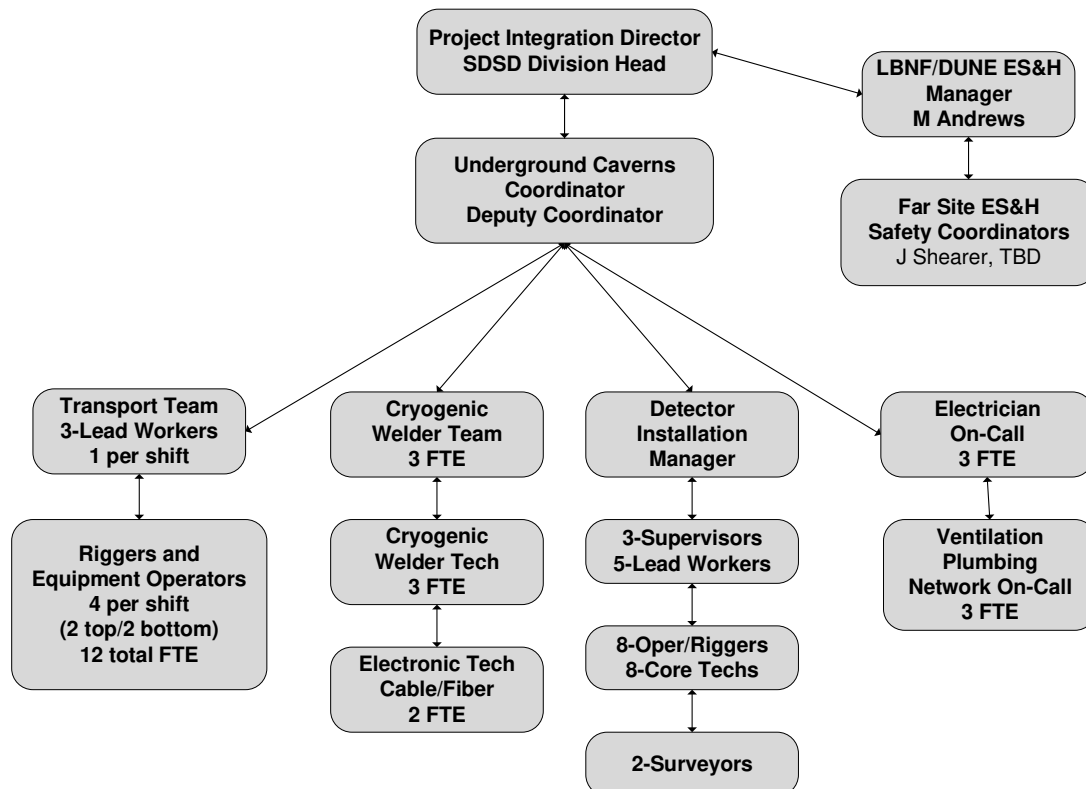 Project Integration Director
SDSD Division Head
LBNF/DUNE ES&H
Manager
M Andrews
Underground Caverns
Coordinator
Deputy Coordinator
Far Site ES&H
Safety Coordinators
J Shearer, TBD
Transport Team
3-Lead Workers
1 per shift
Cryogenic
Welder Team
3 FTE
Detector
Installation
Manager
Electrician
On-Call
3 FTE
Riggers and
Equipment Operators
4 per shift
(2 top/2 bottom)
12 total FTE
Cryogenic
Welder Tech
3 FTE
3-Supervisors
5-Lead Workers
Ventilation
Plumbing
Network On-Call
3 FTE
Electronic Tech
Cable/Fiber
2 FTE
8-Oper/Riggers
8-Core Techs
2-Surveyors